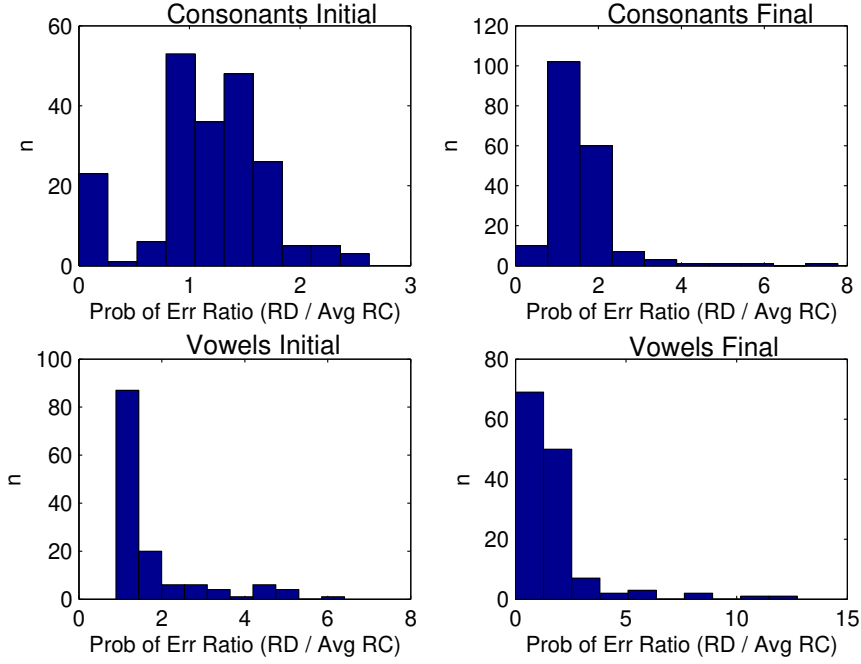 Consonants Initial
60
40
20
0
n
0 1 2 3
Prob of Err Ratio (RD / Avg RC)
Consonants Final
120
100
80
60
40
20
0
n
0 2 4 6 8
Prob of Err Ratio (RD / Avg RC)
Vowels Initial
100
80
60
40
20
0
n
0 2 4 6 8
Prob of Err Ratio (RD / Avg RC)
Vowels Final
80
60
40
20
0
n
0 5 10 15
Prob of Err Ratio (RD / Avg RC)